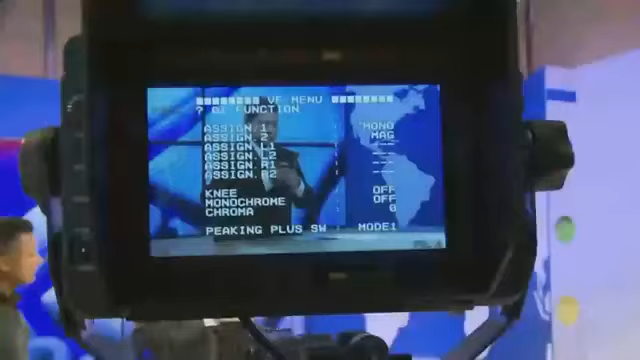 VF MENU
? 01 FUNCTION
ASSIGN.1 MONO
ASSIGN.2 MAG
ASSIGN.L1 ---
ASSIGN.L2 ---
ASSIGN.R1 ---
ASSIGN.R2 ---
KNEE OFF
MONOCHROME OFF
CHROMA 0
PEAKING PLUS SW MODE1